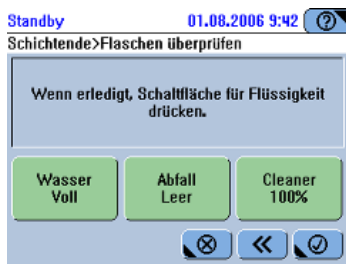 Standby 01.08.2006 9:42
Schichtende>Flaschen überprüfen
Wenn erledigt, Schaltfläche für Flüssigkeit
drücken.
Wasser
Voll
Abfall
Leer
Cleaner
100%